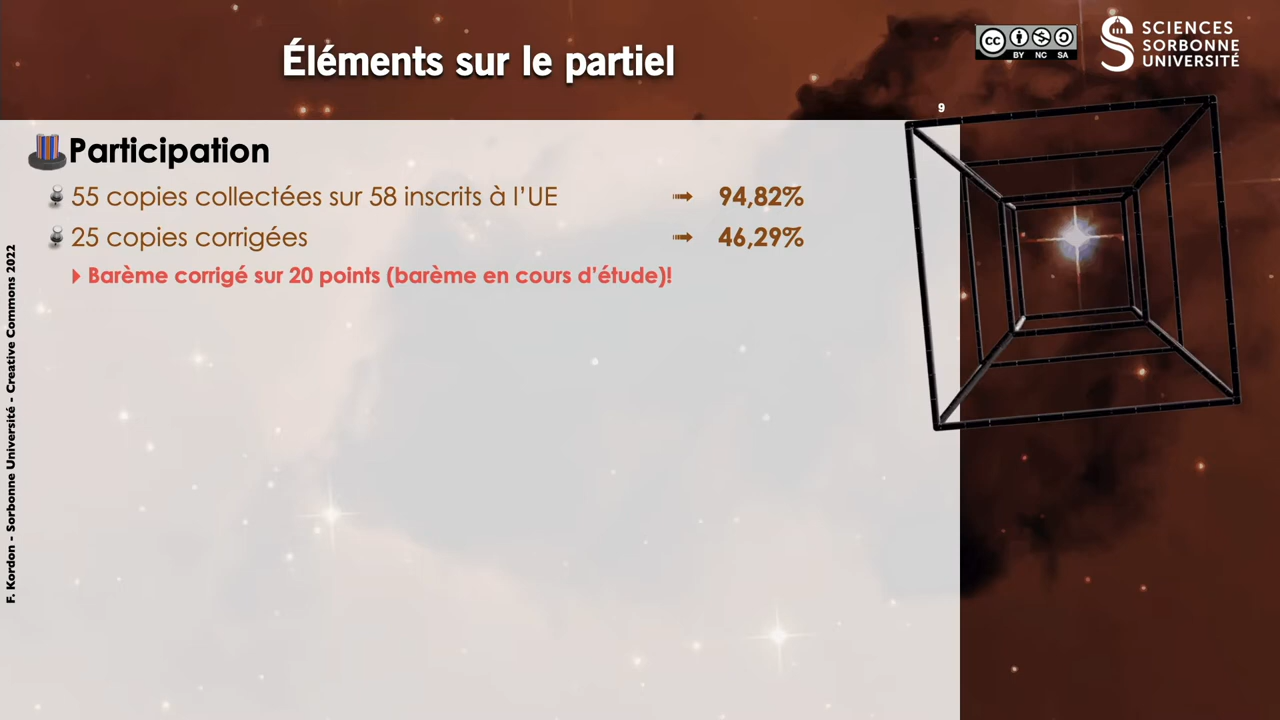 Éléments sur le partiel
cc
BY NC SA
SCIENCES
SORBONNE
UNIVERSITÉ
9
Participation
55 copies collectées sur 58 inscrits à l’UE ➟ 94,82%
25 copies corrigées ➟ 46,29%
Barème corrigé sur 20 points (barème en cours d’étude)!
F. Kordon - Sorbonne Université - Creative Commons 2022